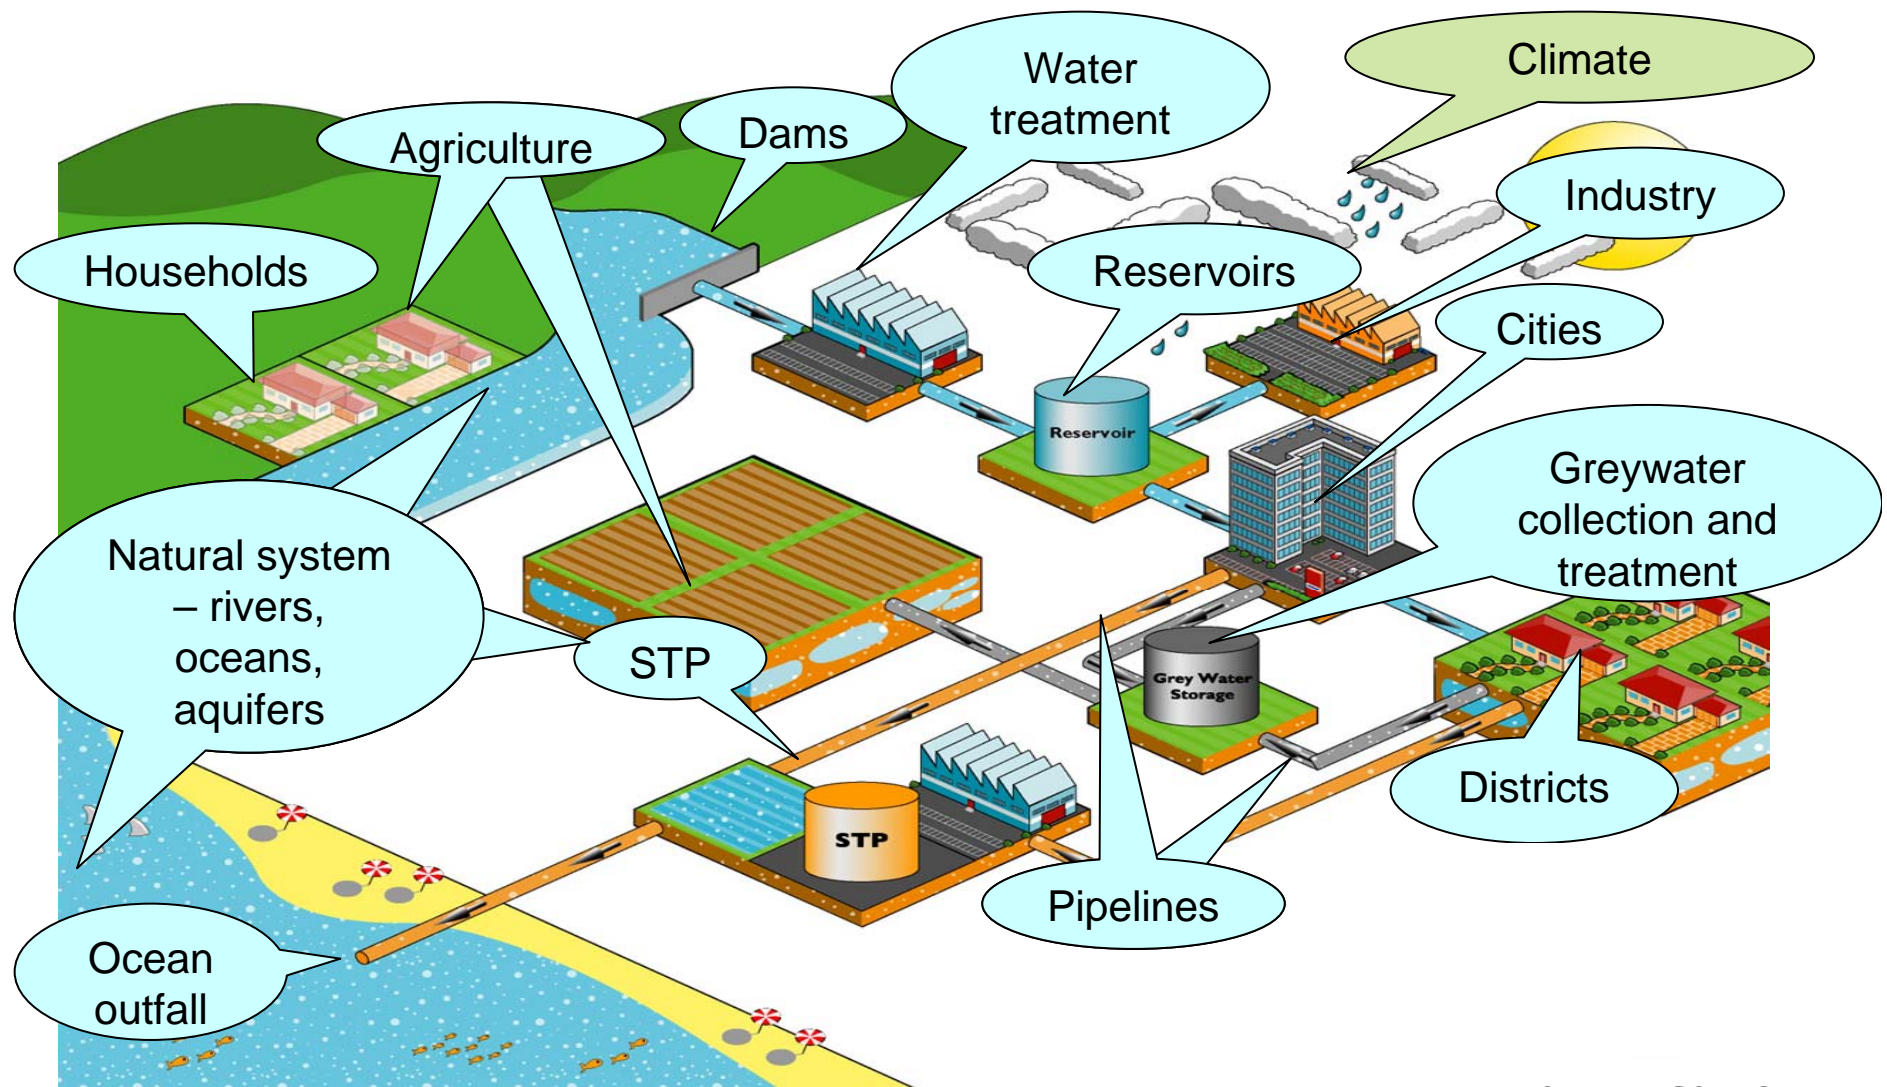 Climate
Water
treatment
Dams
Agriculture
Industry
Households
Reservoirs
Cities
Reservoir
Greywater
collection and
treatment
Natural system
– rivers,
oceans,
aquifers
STP
Grey Water
Storage
Districts
STP
Pipelines
Ocean
outfall